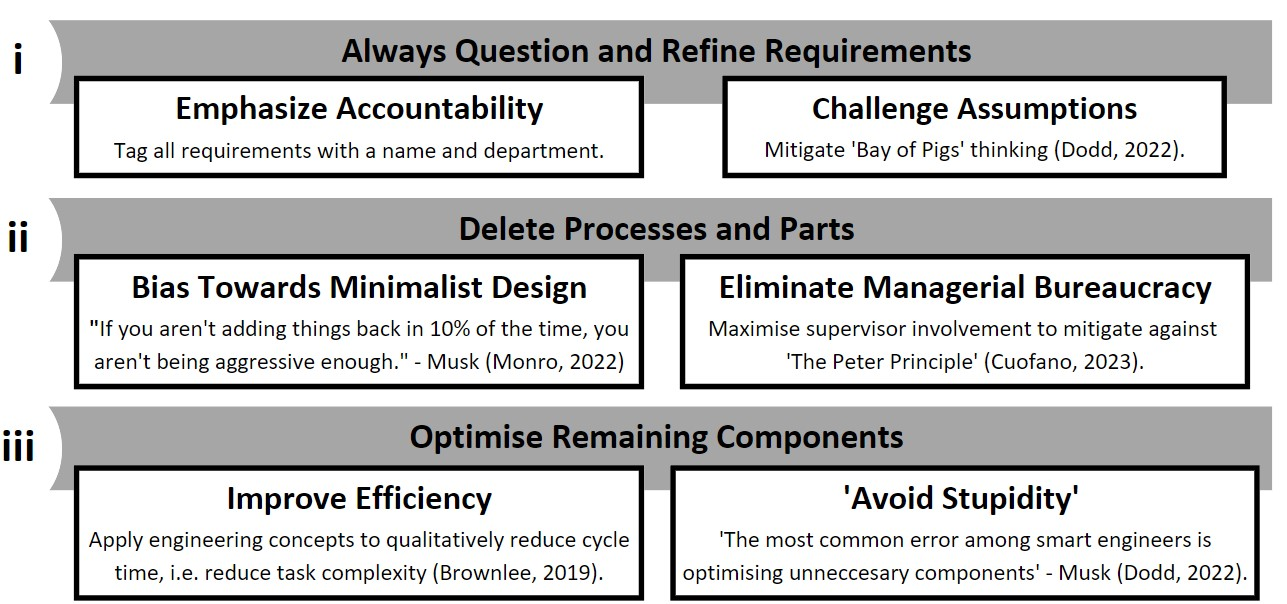 i
Always Question and Refine Requirements
Emphasize Accountability
Tag all requirements with a name and department.
Challenge Assumptions
Mitigate 'Bay of Pigs' thinking (Dodd, 2022).
ii
Delete Processes and Parts
Bias Towards Minimalist Design
"If you aren't adding things back in 10% of the time, you
aren't being aggressive enough." - Musk (Monro, 2022)
Eliminate Managerial Bureaucracy
Maximise supervisor involvement to mitigate against
'The Peter Principle' (Cuofano, 2023).
iii
Optimise Remaining Components
Improve Efficiency
Apply engineering concepts to qualitatively reduce cycle
time, i.e. reduce task complexity (Brownlee, 2019).
'Avoid Stupidity'
'The most common error among smart engineers is
optimising unneccesary components' - Musk (Dodd, 2022).